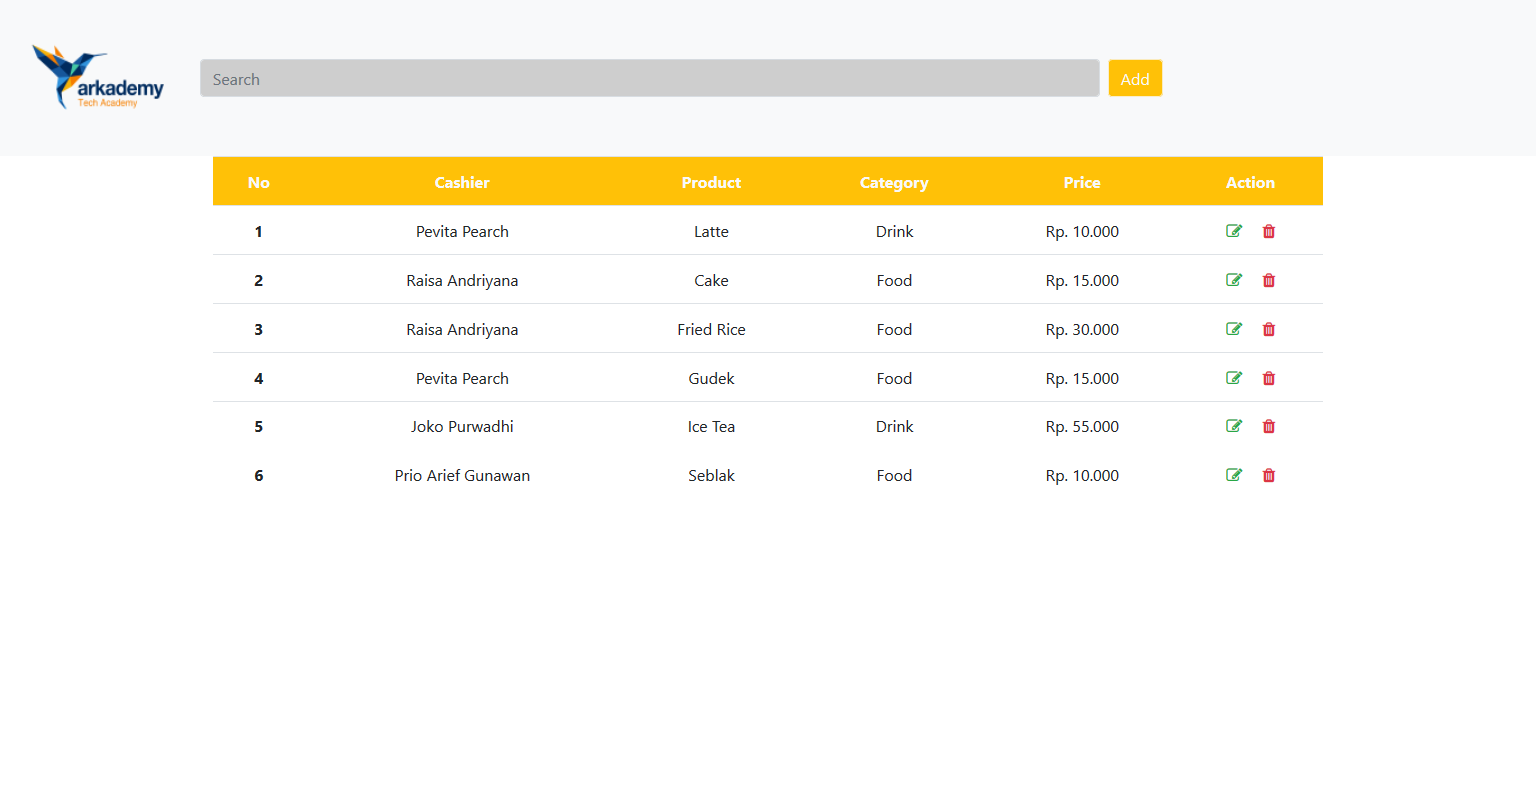 arkademy
Tech Academy
Search
Add
No Cashier Product Category Price Action
1 Pevita Pearch Latte Drink Rp. 10.000
2 Raisa Andriyana Cake Food Rp. 15.000
3 Raisa Andriyana Fried Rice Food Rp. 30.000
4 Pevita Pearch Gudek Food Rp. 15.000
5 Joko Purwadhi Ice Tea Drink Rp. 55.000
6 Prio Arief Gunawan Seblak Food Rp. 10.000